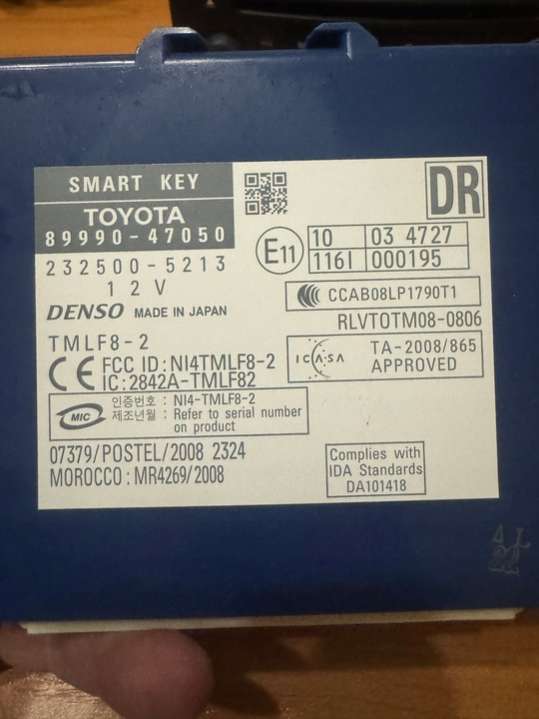 SMART KEY
TOYOTA
89990-47050
232500-5213
12V
DENSO MADE IN JAPAN
DR
E11
10 03 4727
116I 000195
CCAB08LP1790T1
RLVTOTM08-0806
TMLF8-2
CE FCC ID:NI4TMLF8-2
IC:2842A-TMLF82
ICASA TA-2008/865
APPROVED
MIC 인증번호 : NI4-TMLF8-2
제조년월 : Refer to serial number
on product
07379/POSTEL/2008 2324
MOROCCO:MR4269/2008
Complies with
IDA Standards
DA101418